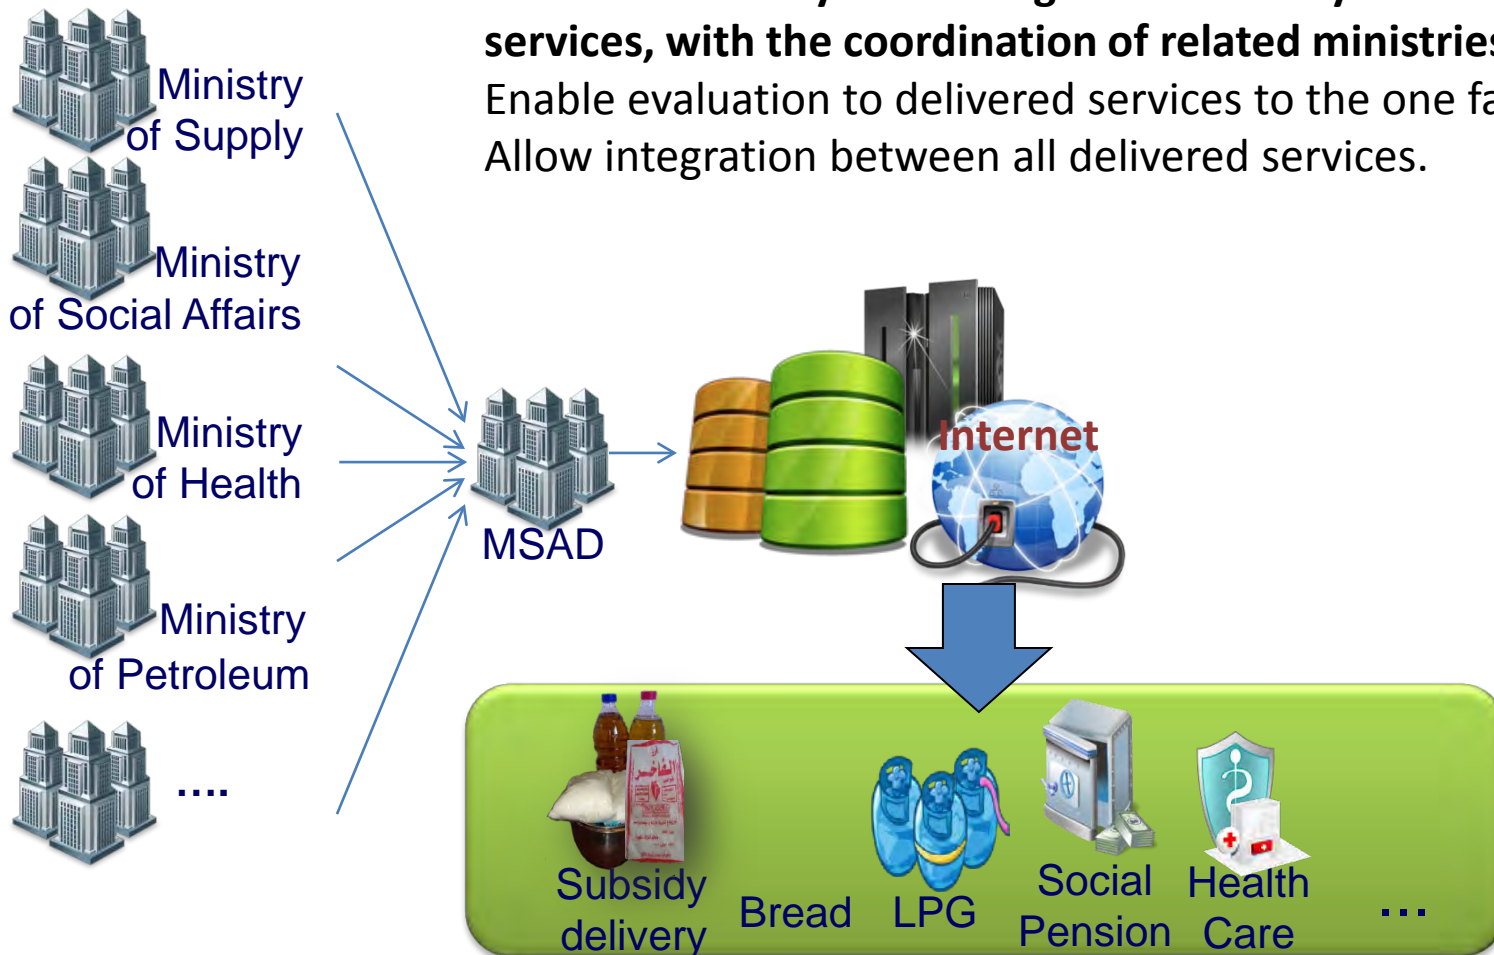 services, with the coordination of related ministries
Enable evaluation to delivered services to the one fa
Allow integration between all delivered services.
Ministry
of Supply
Ministry
of Social Affairs
Ministry
of Health
Ministry
of Petroleum
....
MSAD
Internet
الفاخر
Subsidy
delivery
Bread
LPG
Social
Pension
Health
Care
...